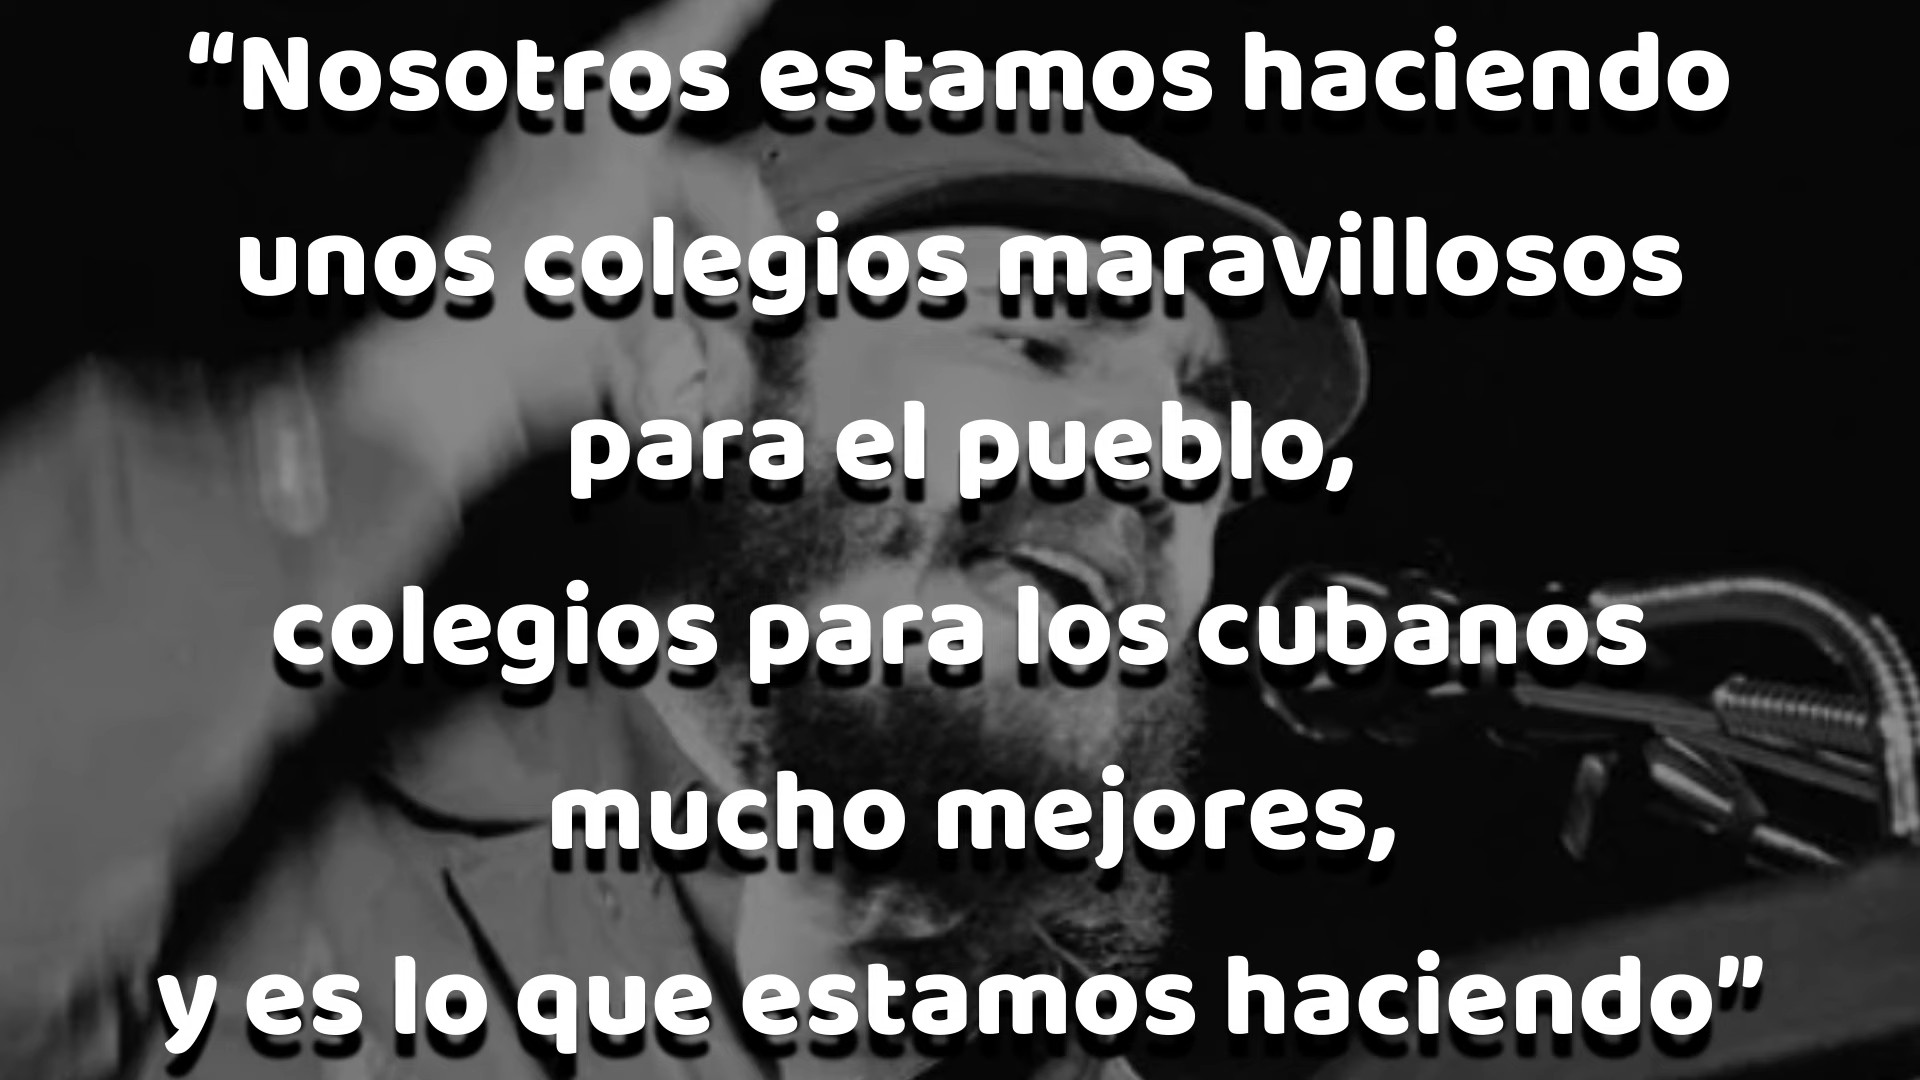 “Nosotros estamos haciendo
unos colegios maravillosos
para el pueblo,
colegios para los cubanos
mucho mejores,
y es lo que estamos haciendo”